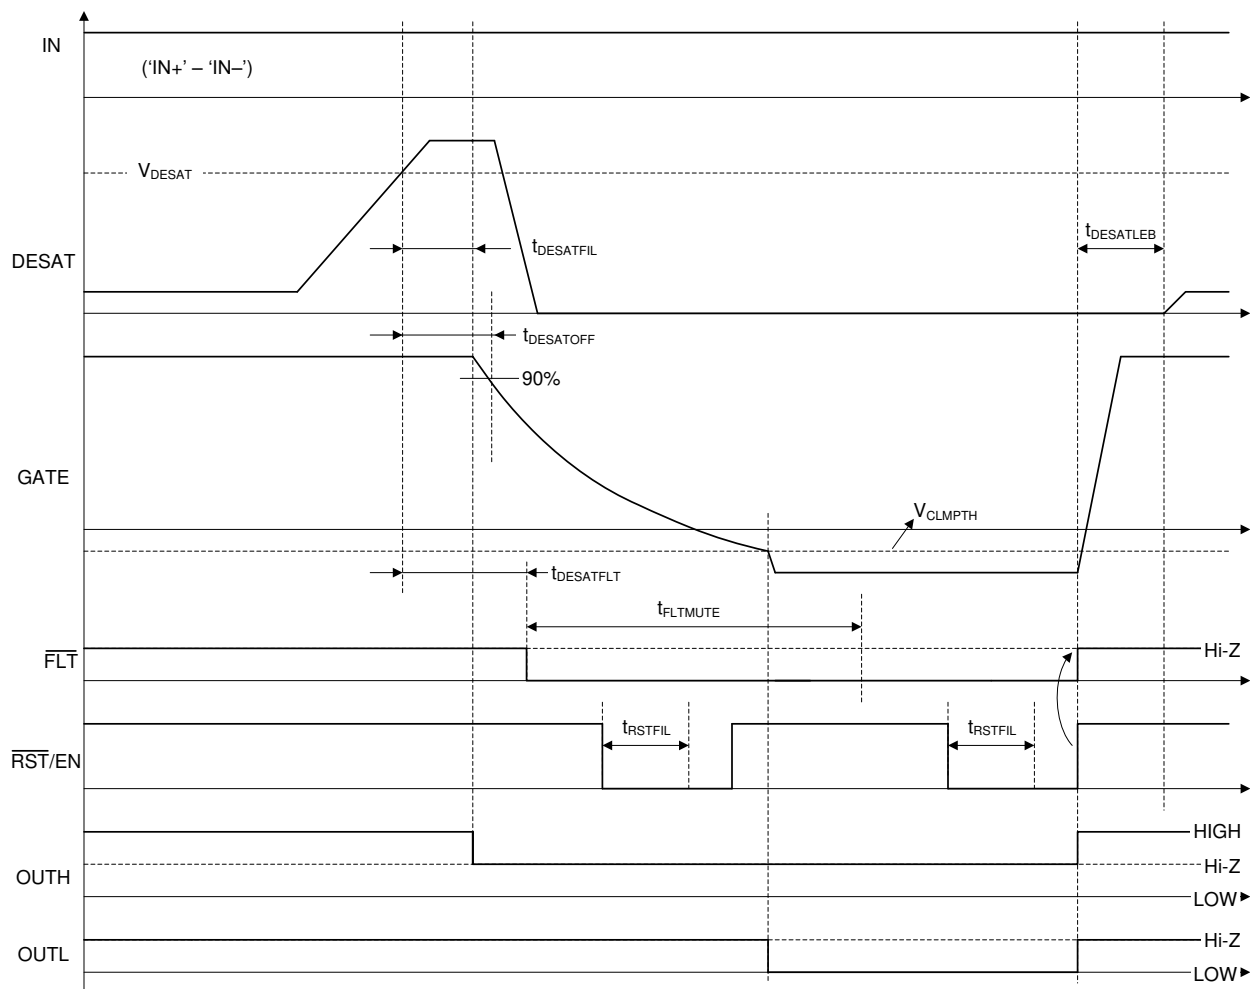 IN
(‘IN+’ – ‘IN–’)
VDESAT
tDESATLEB
tDESATFIL
DESAT
tDESATOFF
90%
GATE
VCLMPTH
tDESATFLT
tFLTMUTE
FLT
Hi-Z
tRSTFIL
tRSTFIL
RST/EN
HIGH
Hi-Z
OUTH
LOW
Hi-Z
OUTL
LOW